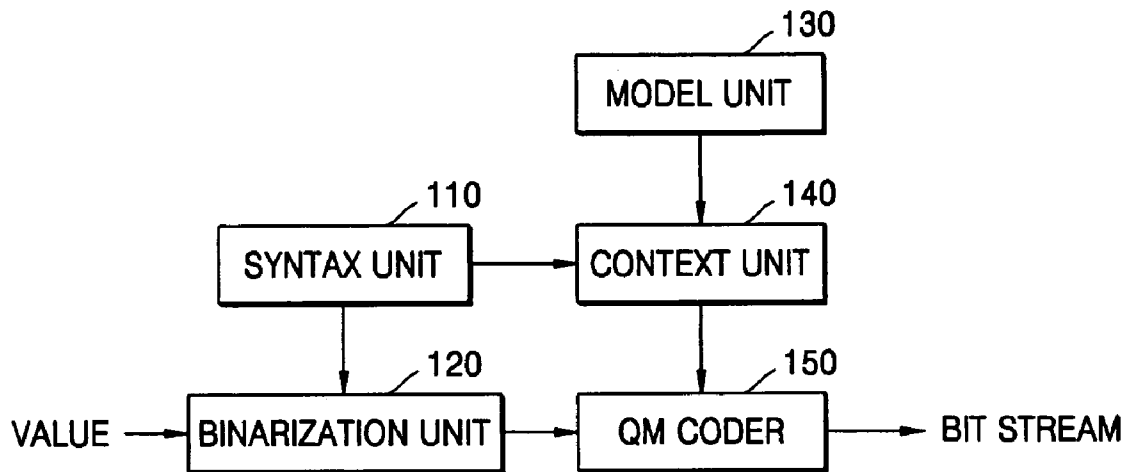 130
MODEL UNIT
110
140
SYNTAX UNIT
CONTEXT UNIT
120
150
VALUE
BINARIZATION UNIT
QM CODER
BIT STREAM